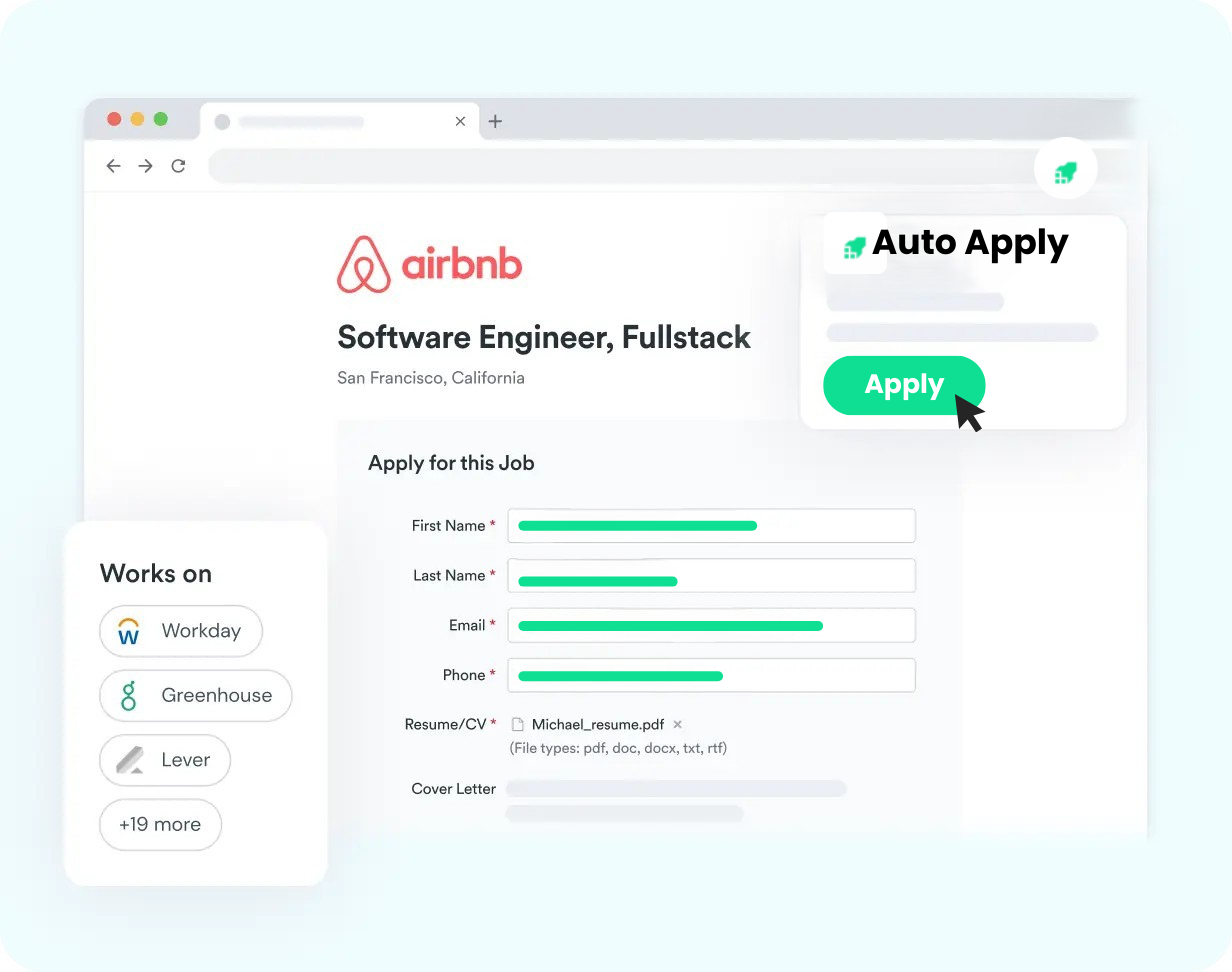 airbnb
Auto Apply
Software Engineer, Fullstack
San Francisco, California
Apply
Apply for this Job
First Name *
Last Name *
Email *
Phone *
Resume/CV * Michael_resume.pdf ×
(File types: pdf, doc, docx, txt, rtf)
Cover Letter
Works on
Workday
Greenhouse
Lever
+19 more